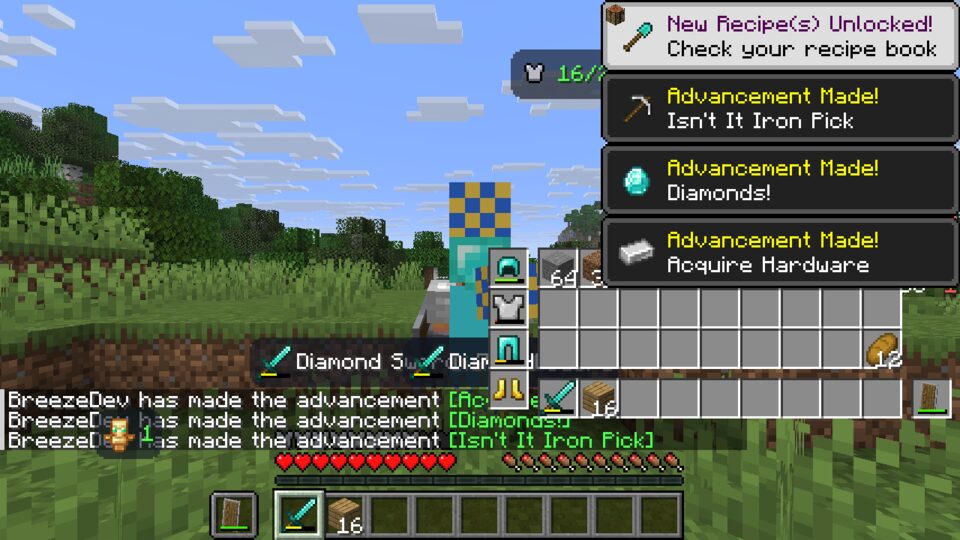 New Recipe(s) Unlocked!
Check your recipe book
16/
Advancement Made!
Isn't It Iron Pick
Advancement Made!
Diamonds!
Advancement Made!
Acquire Hardware
64
12
Diamond
16
BreezeDev has made the advancement
BreezeDev has made the advancement [Diamonds!]
has made the advancement [Isn't It Iron Pick]
1
16